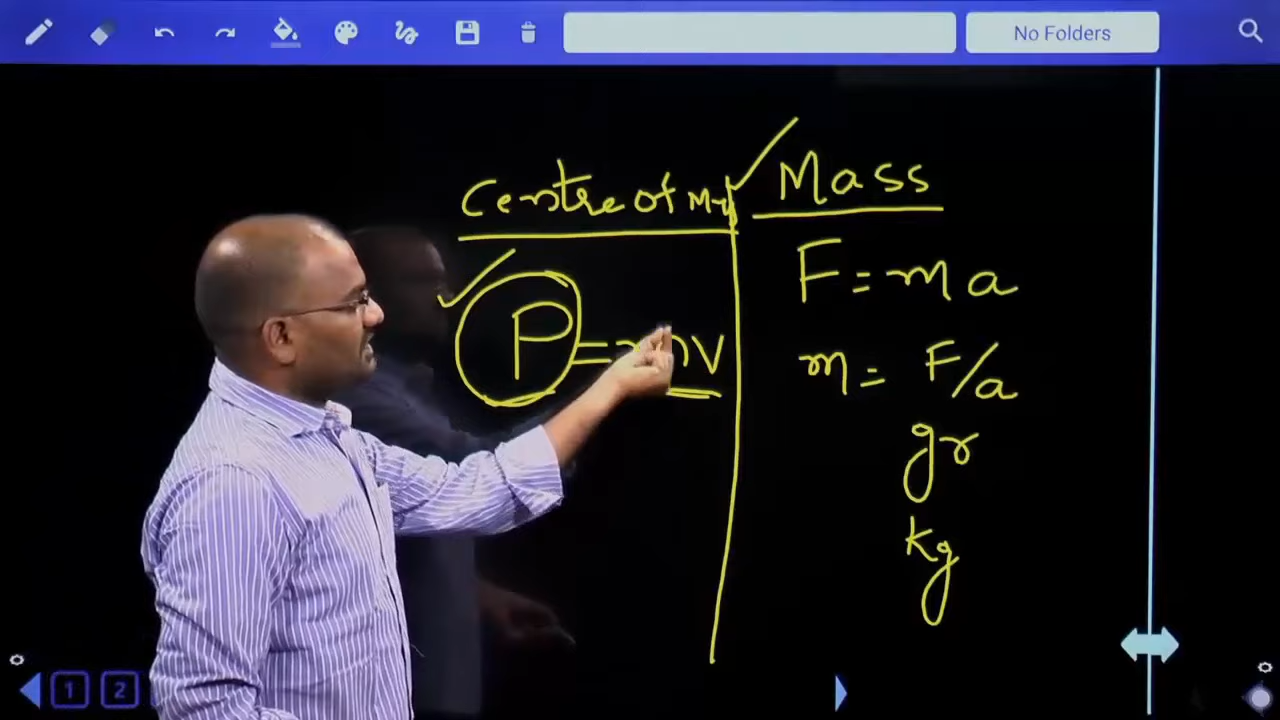 No Folders
Centre of
P = mv
Mass
F = ma
m = F/a
gr
kg
1 2